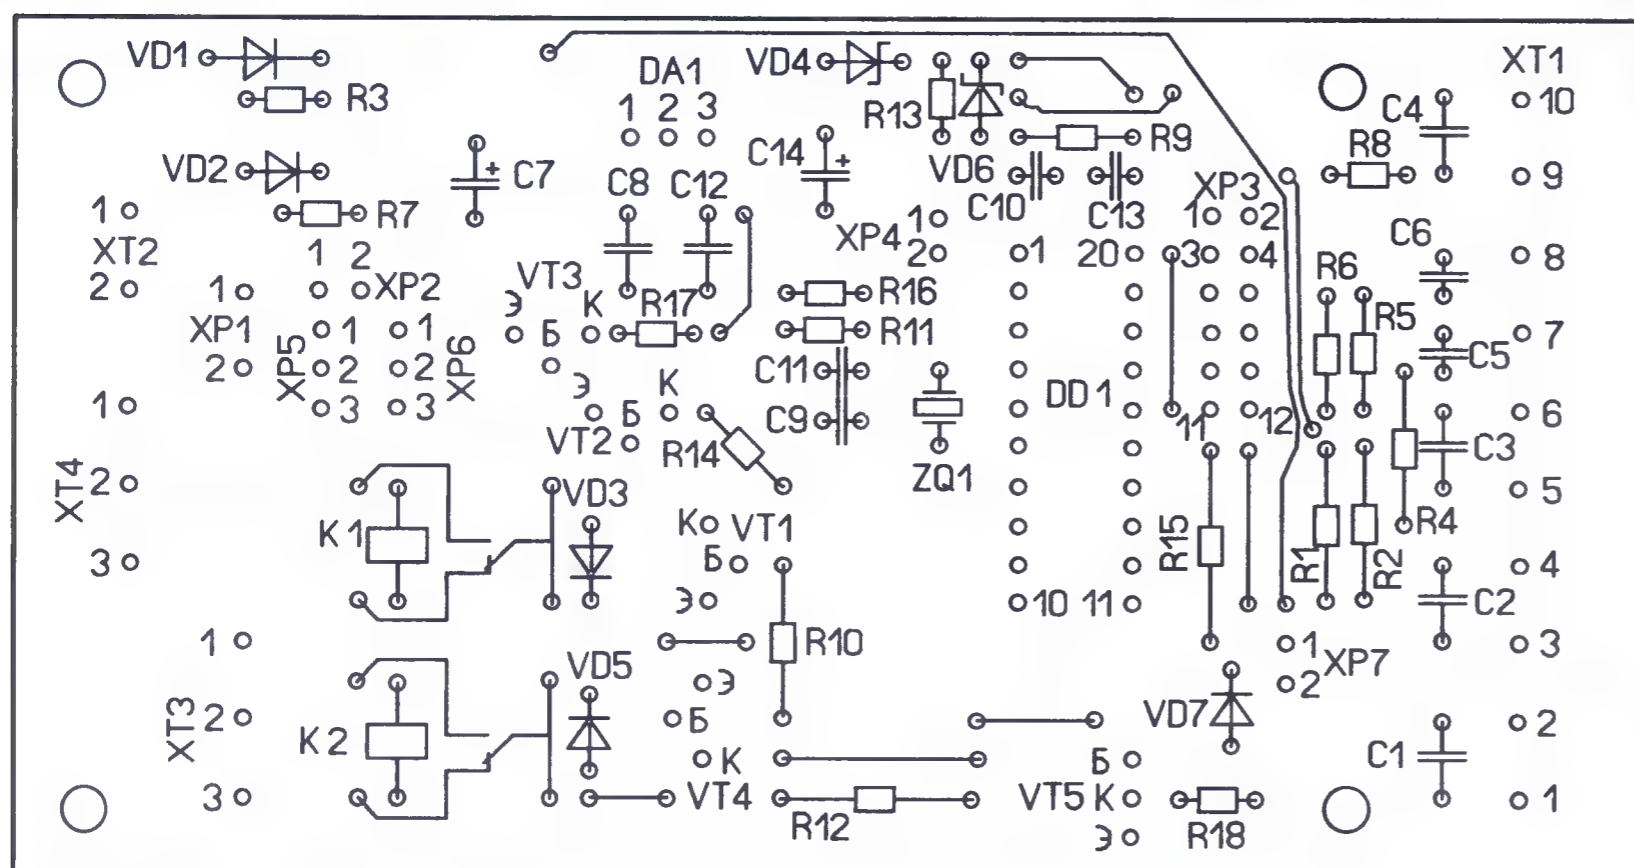 VD1
R3
DA1
1 2 3
VD4
R13
VD6
R9
XT1
10
C4
R8
9
VD2
R7
C7
C8
C12
C14
C10
C13
XP3
1 2
3 4
11 12
1
XT2
2
1
XP1
2
1 2
XP2
XP5
1
2
3
XP6
1
2
3
VT3
Э
Б
К
R17
XP4
1
2
R16
R11
C11
C9
1 20
DD1
10 11
C6
8
R6
R5
7
C5
6
C3
5
R4
Э
Б
К
VT2
R14
ZQ1
1
XT4
2
3
K1
VD3
К
VT1
Б
Э
R15
R1
R2
4
C2
3
1
XT3
2
3
K2
VD5
R10
Э
Б
К
VT4
R12
1
XP7
2
VD7
2
C1
Б
VT5 К
Э
R18
1